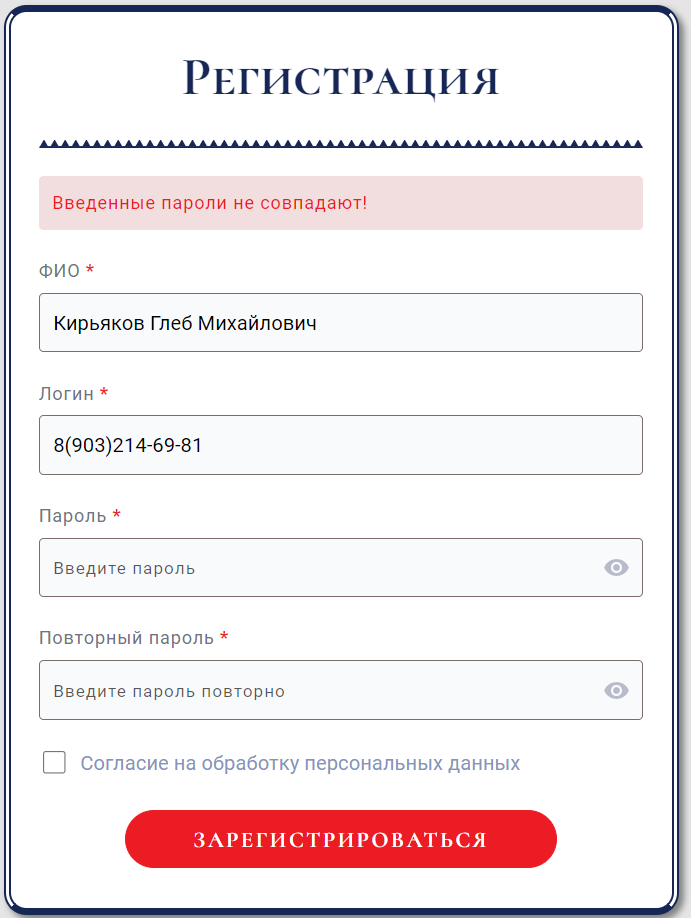 Регистрация
Введенные пароли не совпадают!
ФИО *
Кирьяков Глеб Михайлович
Логин *
8(903)214-69-81
Пароль *
Введите пароль
Повторный пароль *
Введите пароль повторно
Согласие на обработку персональных данных
ЗАРЕГИСТРИРОВАТЬСЯ